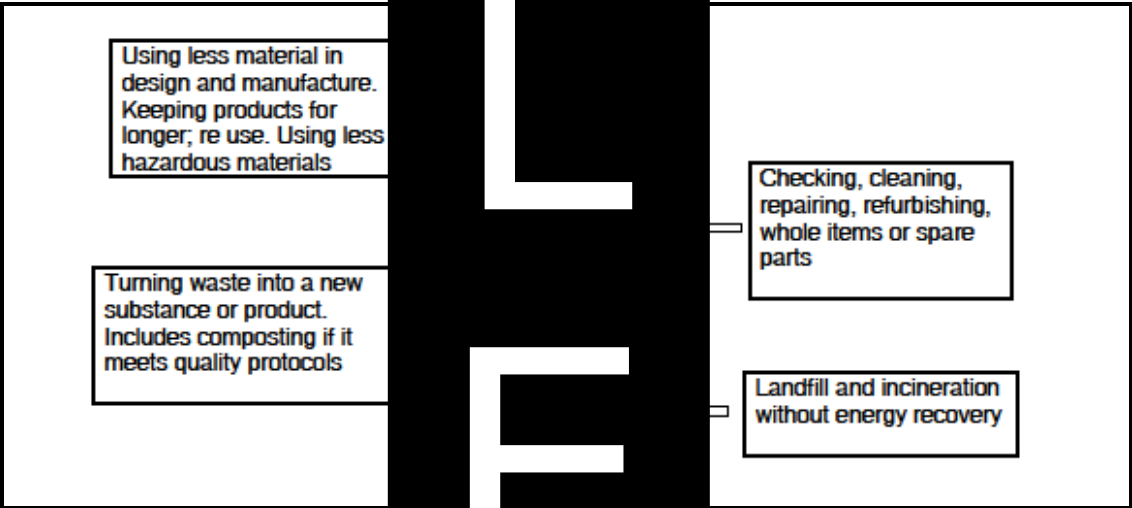 Using less material in
design and manufacture.
Keeping products for
longer; re use. Using less
hazardous materials
Checking, cleaning,
repairing, refurbishing,
whole items or spare
parts
Turning waste into a new
substance or product.
Includes composting if it
meets quality protocols
Landfill and incineration
without energy recovery
L
F